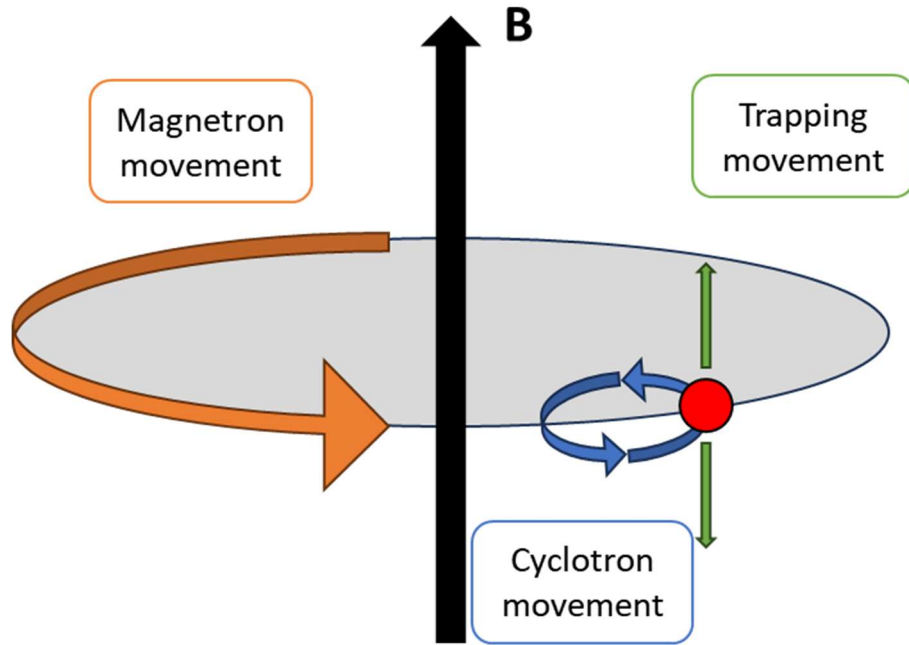 B
Magnetron
movement
Trapping
movement
Cyclotron
movement